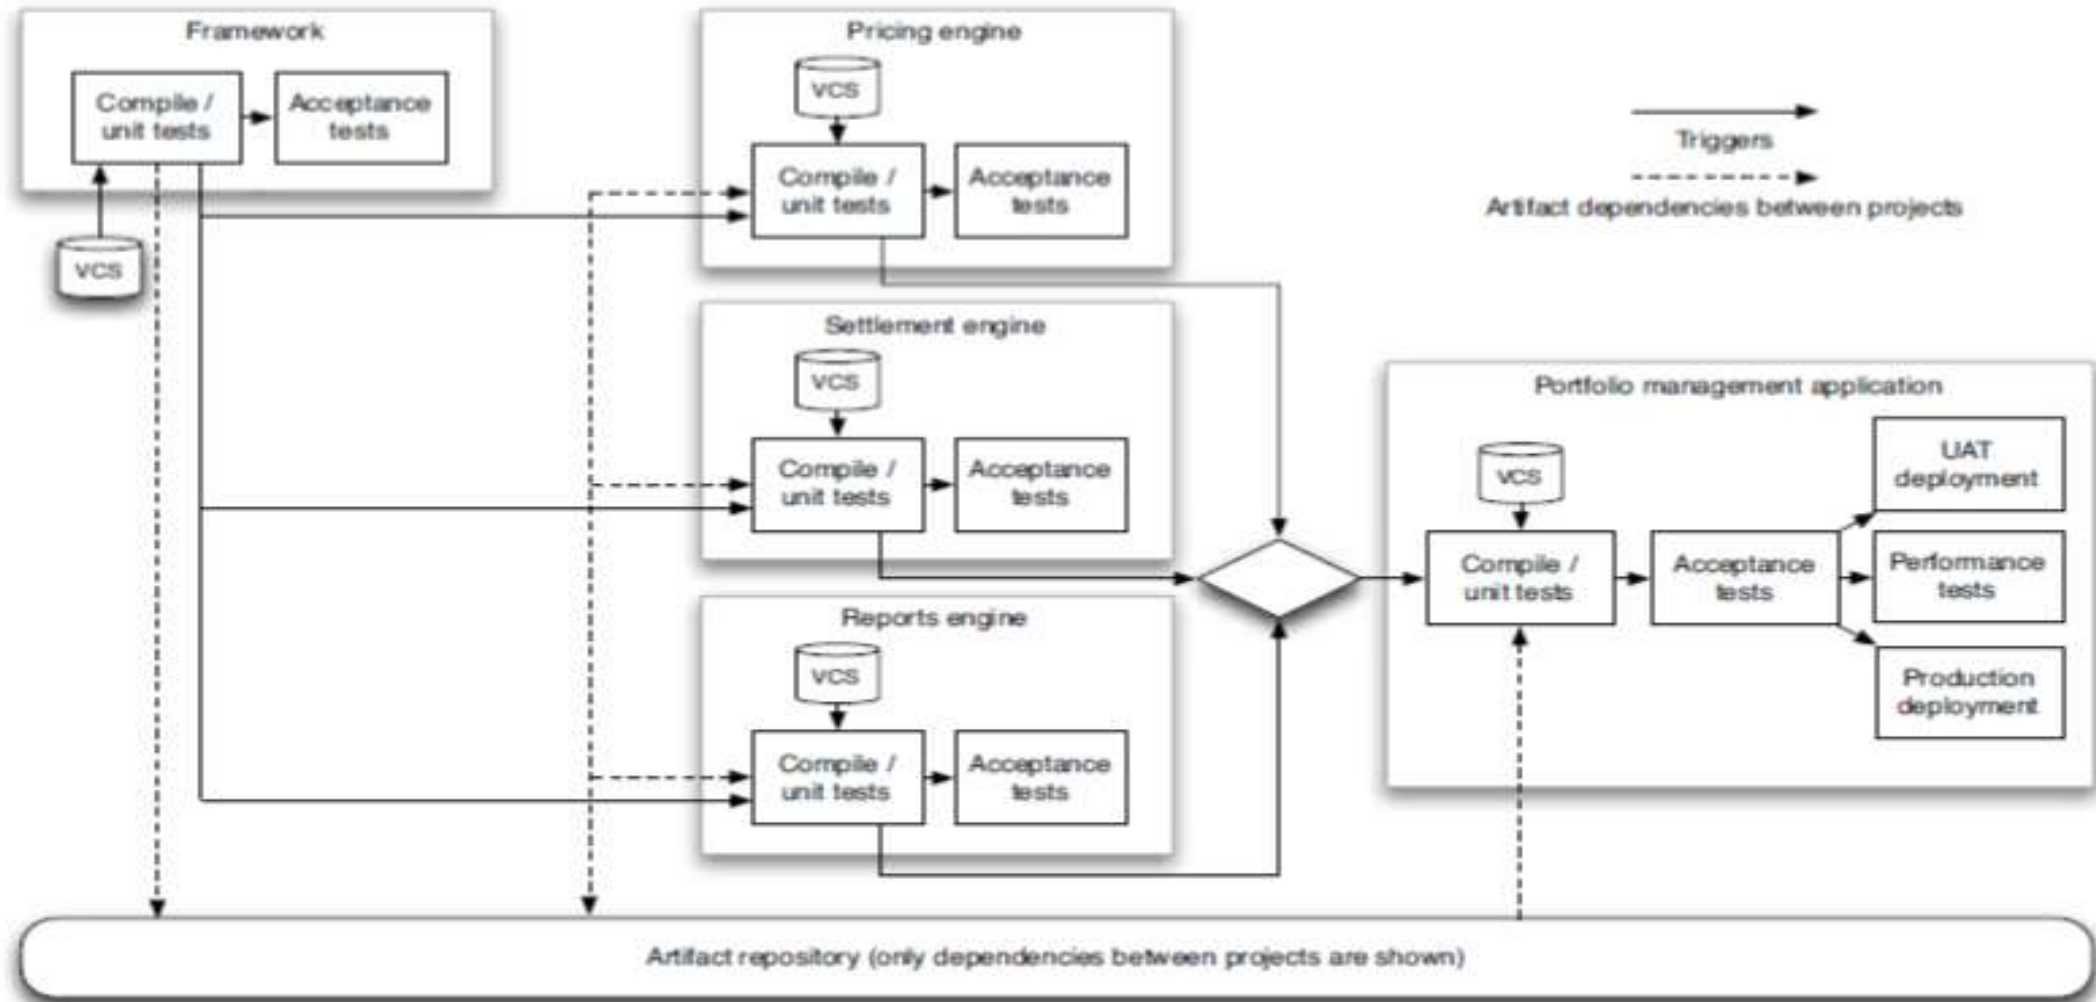 Framework
Compile /
unit tests
Acceptance
tests
VCS
Pricing engine
VCS
Compile /
unit tests
Acceptance
tests
Triggers
Artifact dependencies between projects
Settlement engine
VCS
Compile /
unit tests
Acceptance
tests
Reports engine
VCS
Compile /
unit tests
Acceptance
tests
Portfolio management application
VCS
Compile /
unit tests
Acceptance
tests
UAT
deployment
Performance
tests
Production
deployment
Artifact repository (only dependencies between projects are shown)